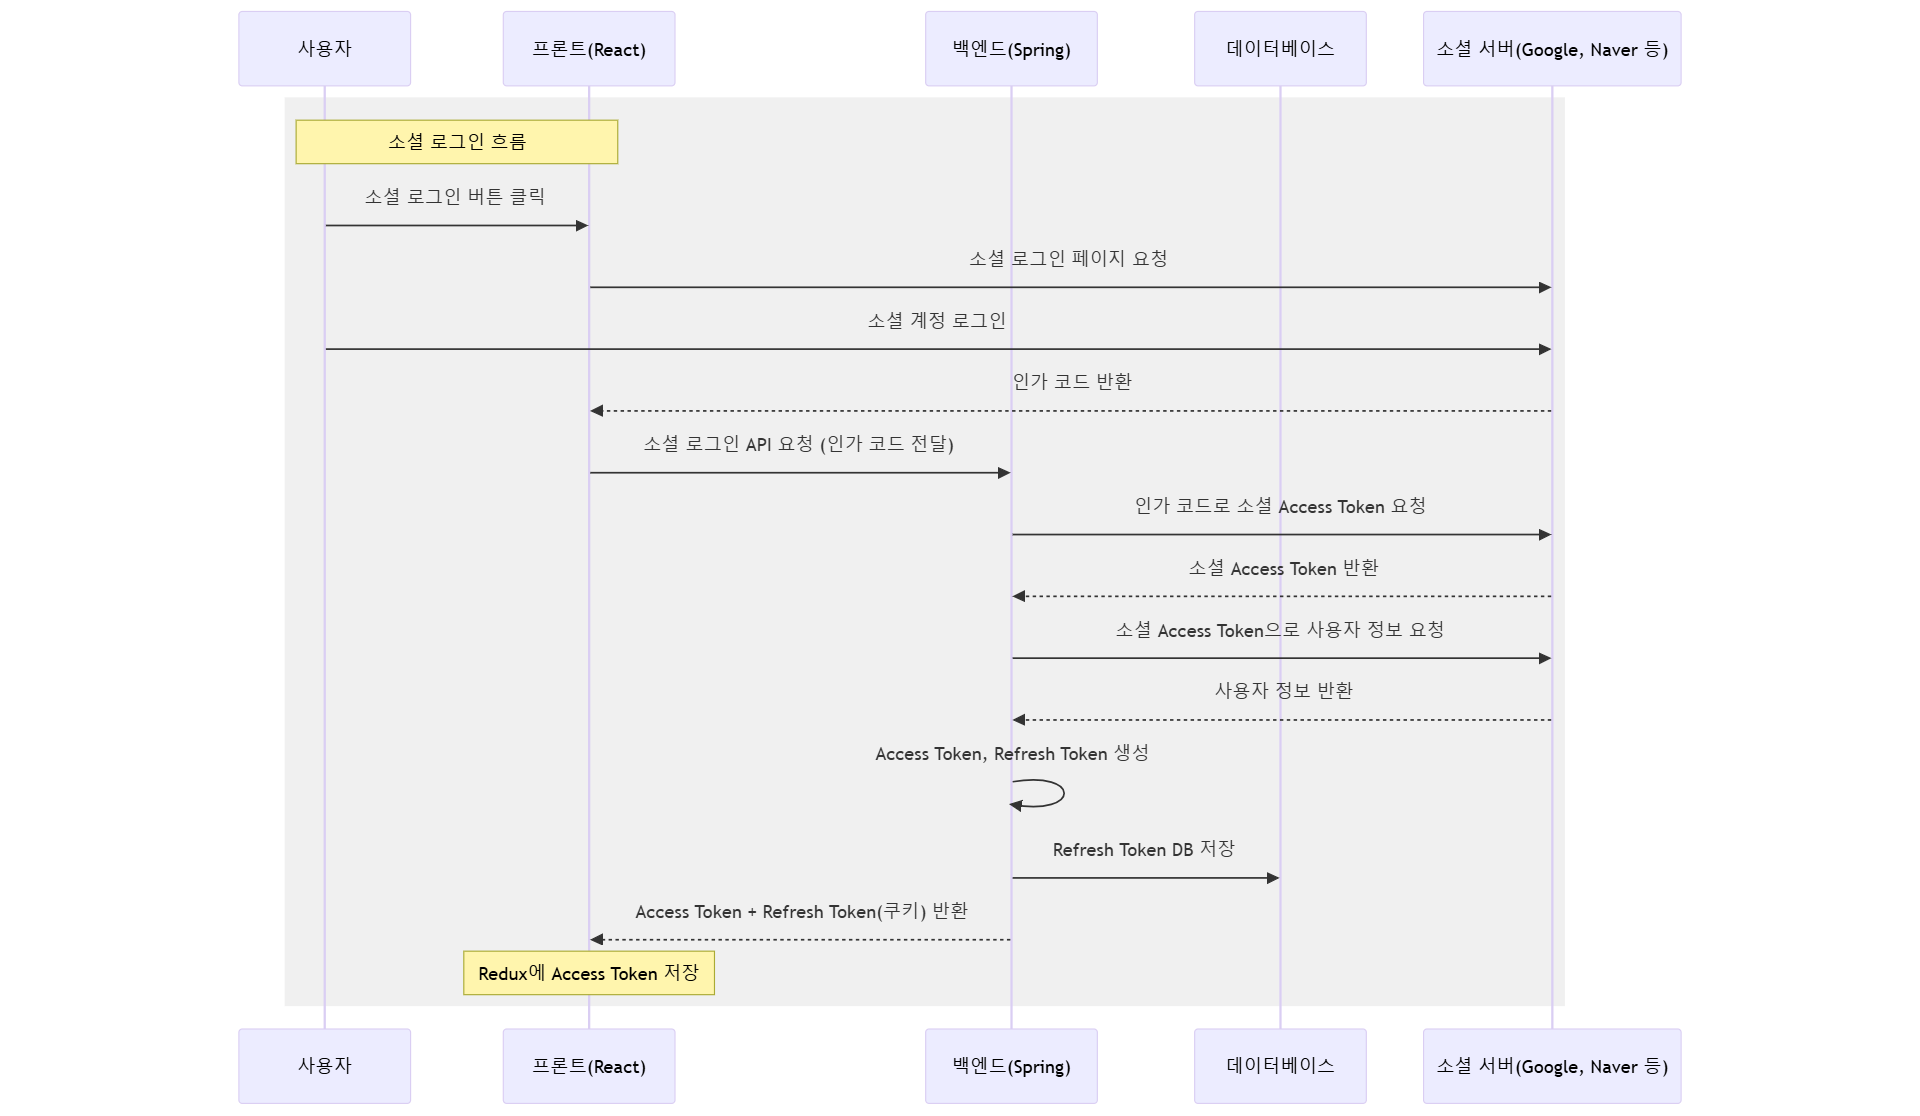 사용자
프론트(React)
백엔드(Spring)
데이터베이스
소셜 서버(Google, Naver 등)
소셜 로그인 흐름
소셜 로그인 버튼 클릭
소셜 로그인 페이지 요청
소셜 계정 로그인
인가 코드 반환
소셜 로그인 API 요청 (인가 코드 전달)
인가 코드로 소셜 Access Token 요청
소셜 Access Token 반환
소셜 Access Token으로 사용자 정보 요청
사용자 정보 반환
Access Token, Refresh Token 생성
Refresh Token DB 저장
Access Token + Refresh Token(쿠키) 반환
Redux에 Access Token 저장
사용자
프론트(React)
백엔드(Spring)
데이터베이스
소셜 서버(Google, Naver 등)